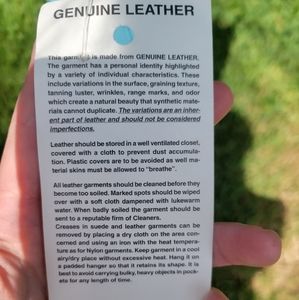 GENUINE LEATHER
This garment is made from GENUINE LEATHER.
The garment has a personal identity highlighted
by a variety of individual characteristics. These
include variations in the surface, graining texture,
tanning luster, wrinkles, range marks, and odor
which create a natural beauty that synthetic mate-
rials cannot duplicate. The variations are an inher-
ent part of leather and should not be considered
imperfections.
Leather should be stored in a well ventilated closet,
covered with a cloth to prevent dust accumula-
tion. Plastic covers are to be avoided as well ma-
terial skins must be allowed to “breathe”.
All leather garments should be cleaned before they
become too soiled. Marked spots should be wiped
over with a soft cloth dampened with lukewarm
water. When badly soiled the garment should be
sent to a reputable firm of Cleaners.
Creases in suede and leather garments can be
removed by placing a dry cloth on the area con-
cerned and using an iron with the heat tempera-
ture as for Nylon garments. Keep garment in a cool
airy/dry place without excessive heat. Hang it on
a padded hanger so that it retains its shape. It is
best to avoid carrying bulky, heavy objects in pock-
ets for any length of time.